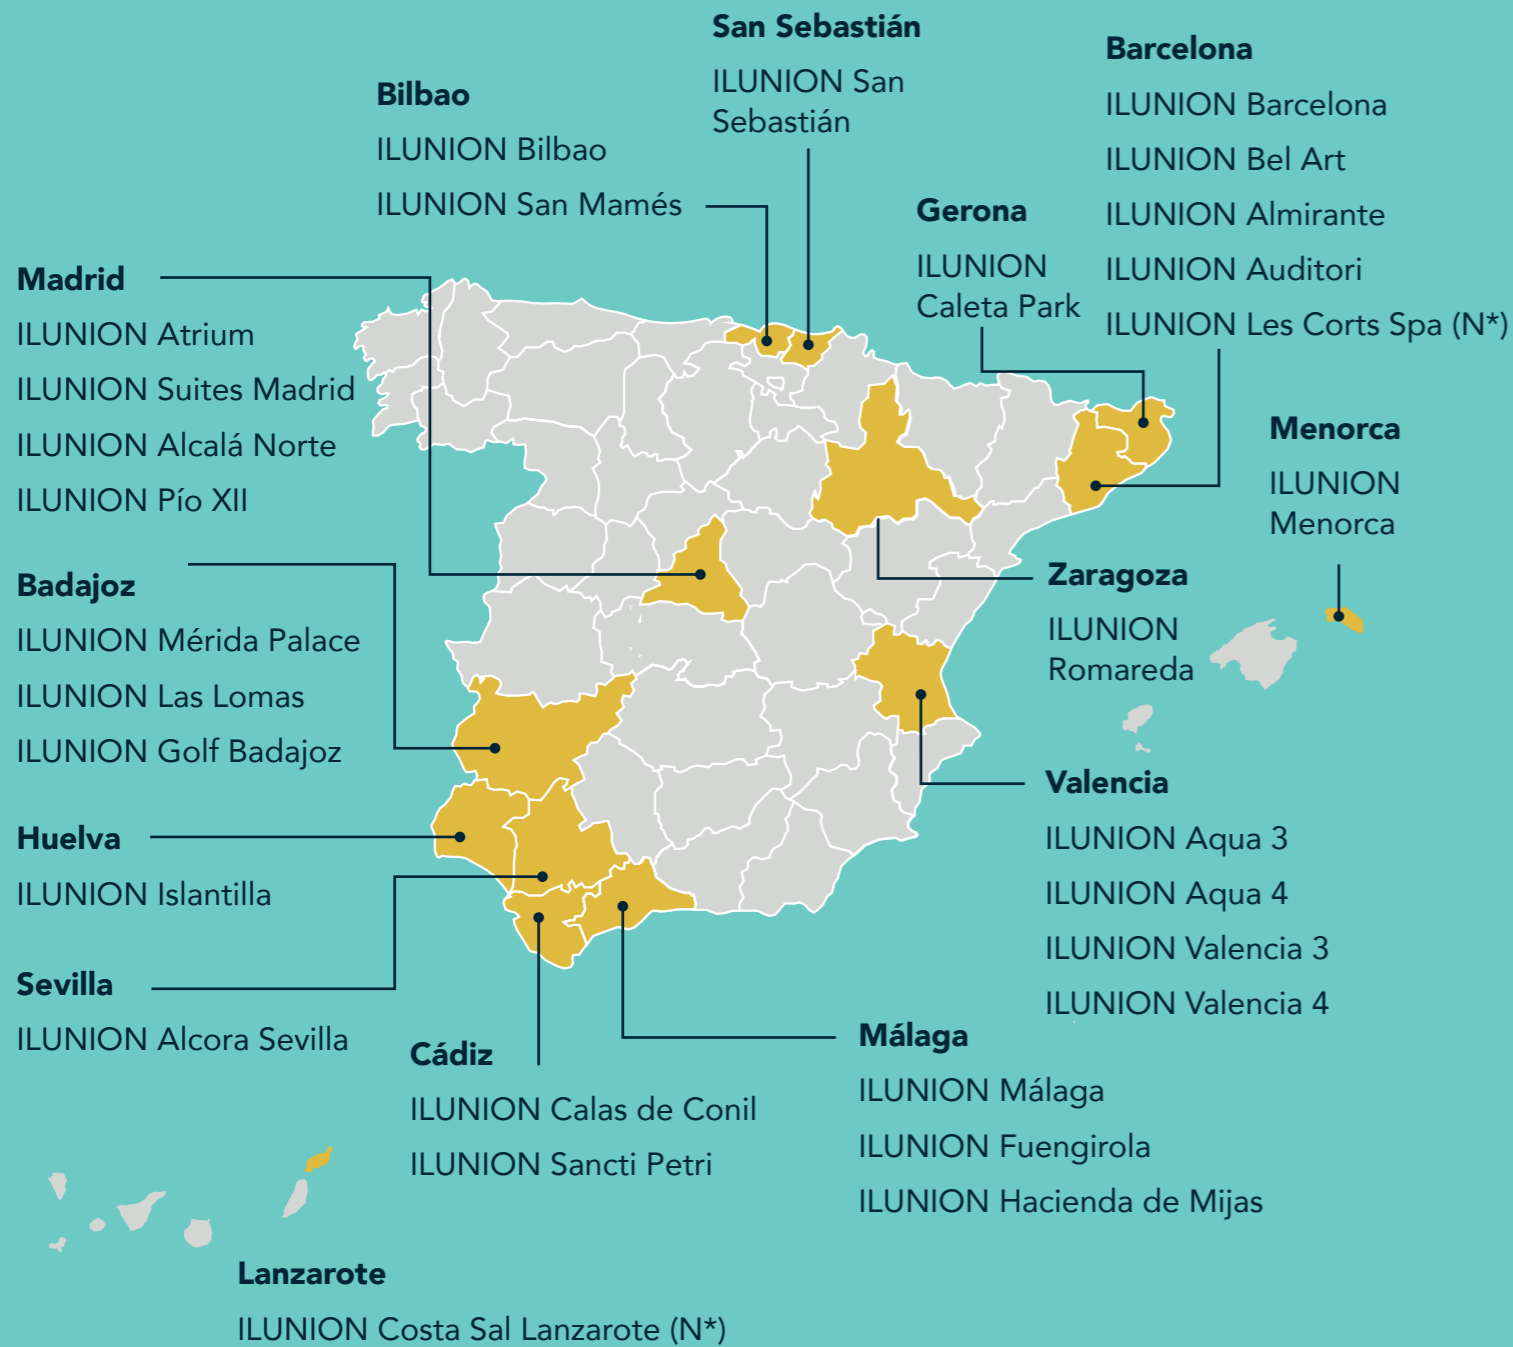 San Sebastián
ILUNION San
Sebastián
Barcelona
ILUNION Barcelona
ILUNION Bel Art
ILUNION Almirante
ILUNION Auditori
ILUNION Les Corts Spa (N*)
Bilbao
ILUNION Bilbao
ILUNION San Mamés
Gerona
ILUNION
Caleta Park
Madrid
ILUNION Atrium
ILUNION Suites Madrid
ILUNION Alcalá Norte
ILUNION Pío XII
Menorca
ILUNION
Menorca
Badajoz
ILUNION Mérida Palace
ILUNION Las Lomas
ILUNION Golf Badajoz
Zaragoza
ILUNION
Romareda
Huelva
ILUNION Islantilla
Valencia
ILUNION Aqua 3
ILUNION Aqua 4
ILUNION Valencia 3
ILUNION Valencia 4
Sevilla
ILUNION Alcora Sevilla
Cádiz
ILUNION Calas de Conil
ILUNION Sancti Petri
Málaga
ILUNION Málaga
ILUNION Fuengirola
ILUNION Hacienda de Mijas
Lanzarote
ILUNION Costa Sal Lanzarote (N*)